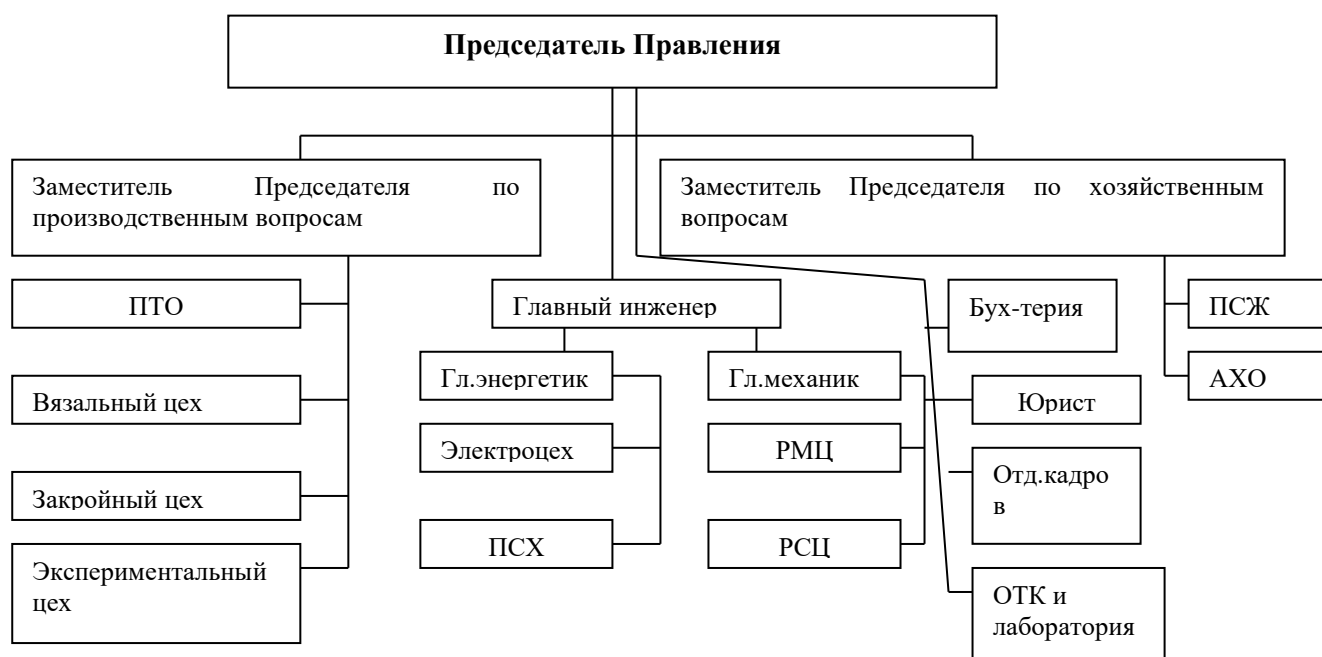 Председатель Правления
Заместитель Председателя по
производственным вопросам
Заместитель Председателя по хозяйственным
вопросам
ПТО
Главный инженер
Бух-терия
ПСЖ
Гл.энергетик
Гл.механик
АХО
Вязальный цех
Юрист
Электроцех
РМЦ
Отд.кадро
в
Закройный цех
ПСХ
РСЦ
Экспериментальный
цех
ОТК и
лаборатория